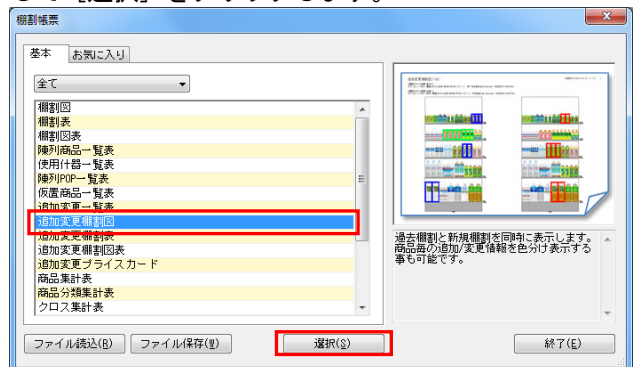 して［選択］をクリックします。
棚割帳票
基本 お気に入り
全て
棚割図
棚割表
棚割図表
陳列商品一覧表
使用什器一覧表
陳列POP一覧表
仮置商品一覧表
追加変更一覧表
追加変更棚割図
追加変更棚割表
追加変更棚割図表
追加変更プライスカード
商品集計表
商品分類集計表
クロス集計表
過去棚割と新規棚割を同時に表示します。
商品毎の追加/変更情報を色分け表示する
事も可能です。
ファイル読込(R) ファイル保存(W) 選択(S) 終了(E)